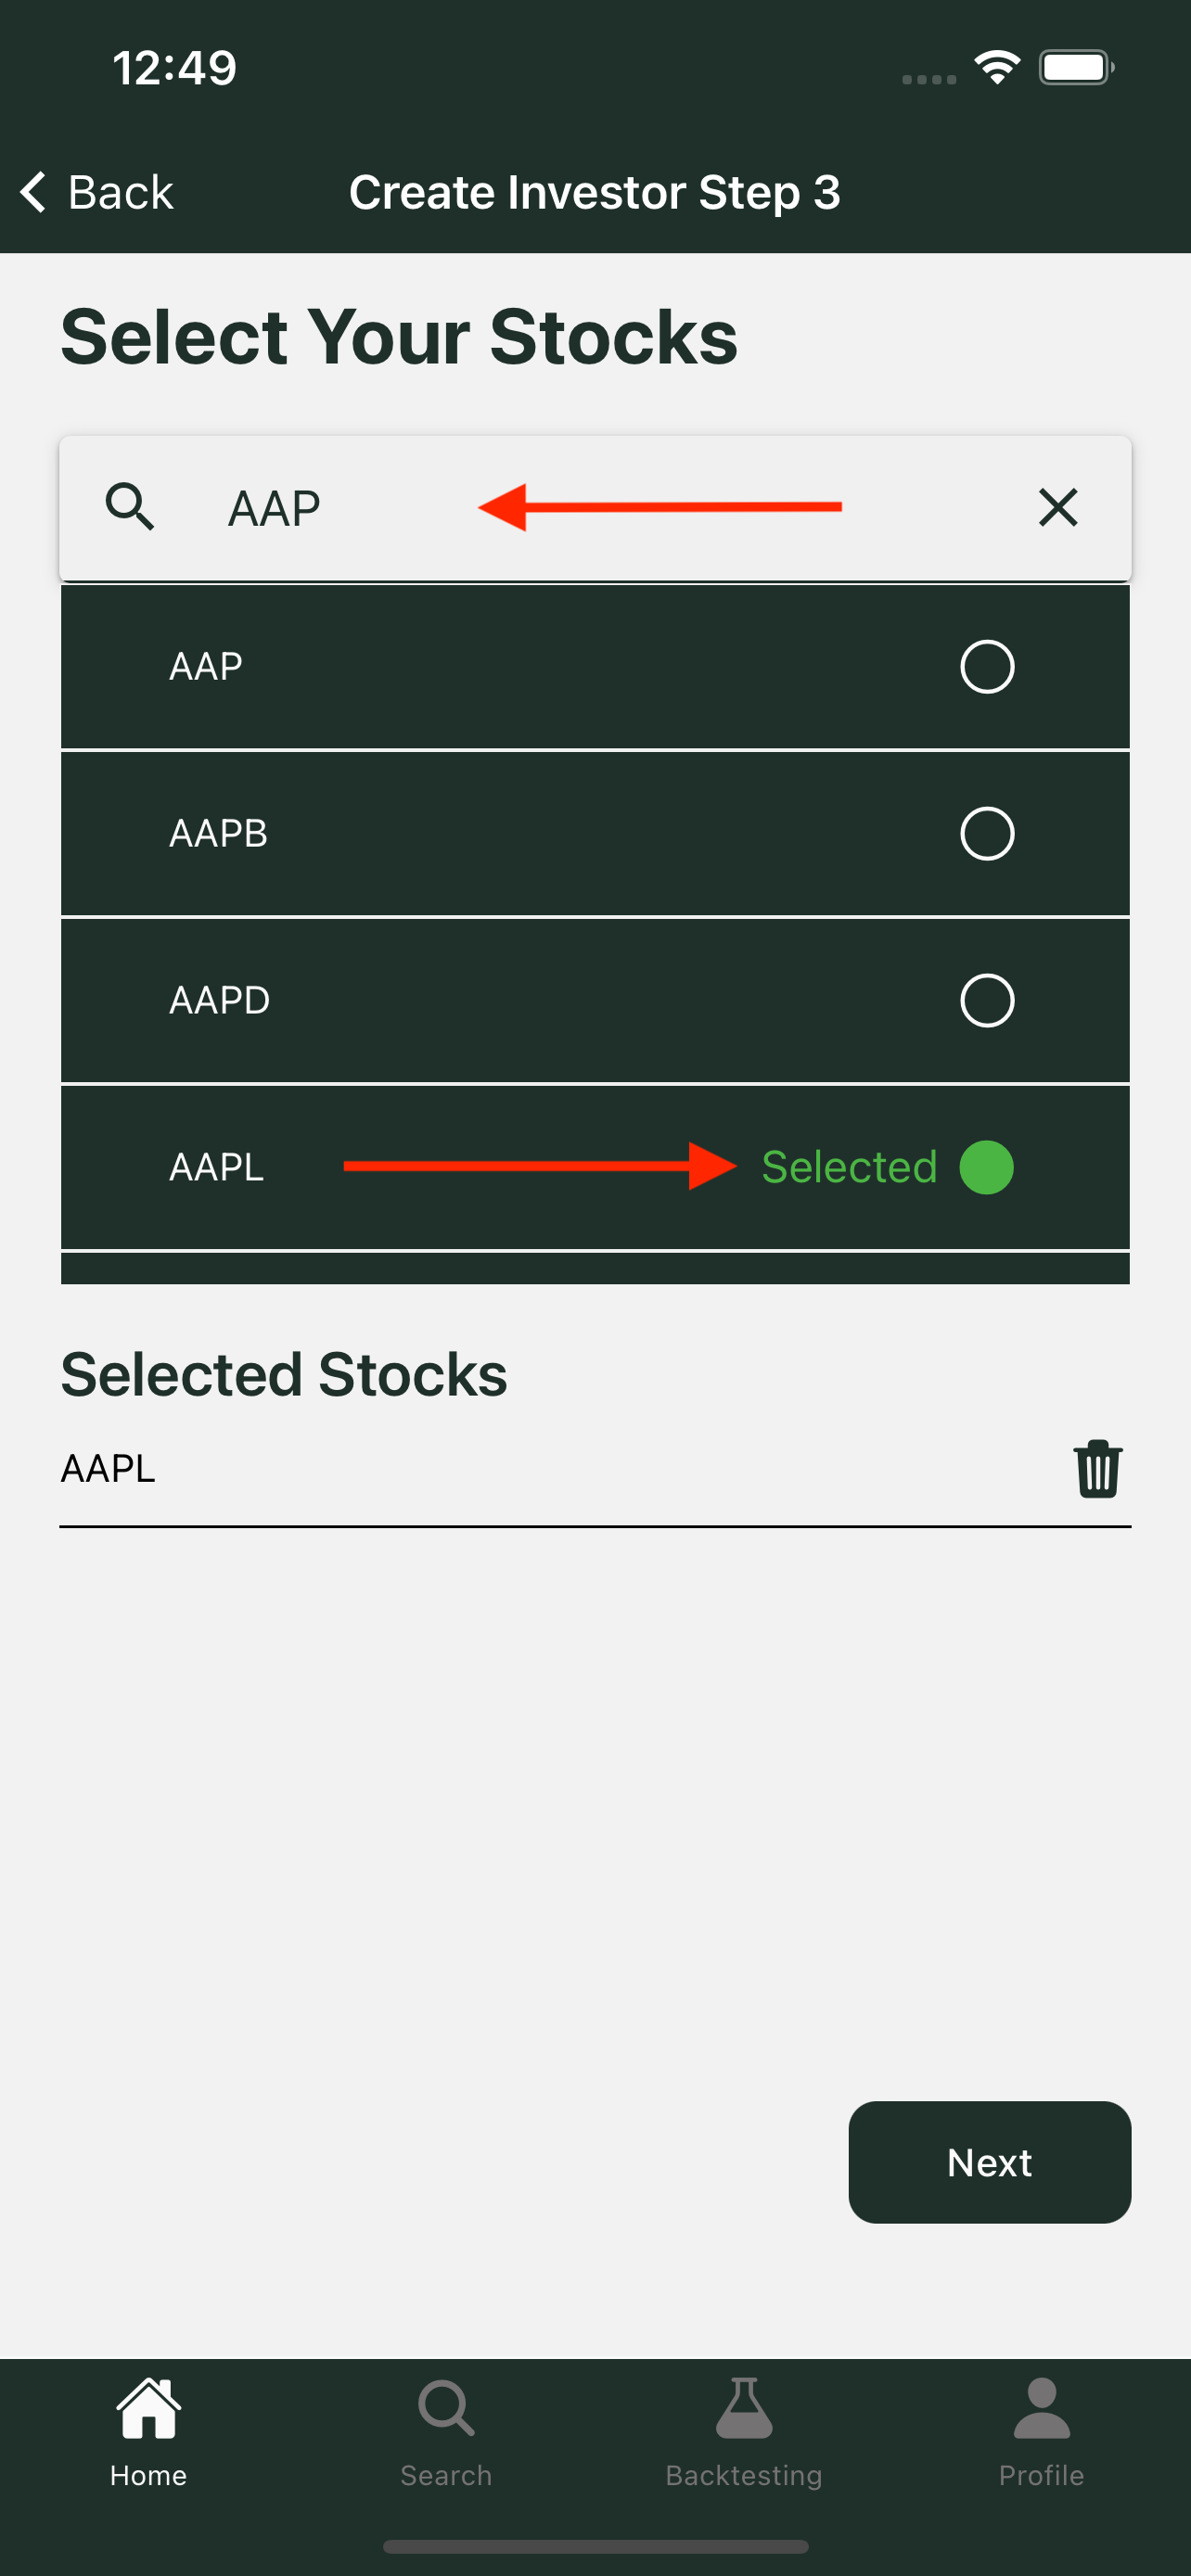 12:49
Back Create Investor Step 3
Select Your Stocks
AAP
AAP
AAPB
AAPD
AAPL Selected
Selected Stocks
AAPL
Next
Home Search Backtesting Profile